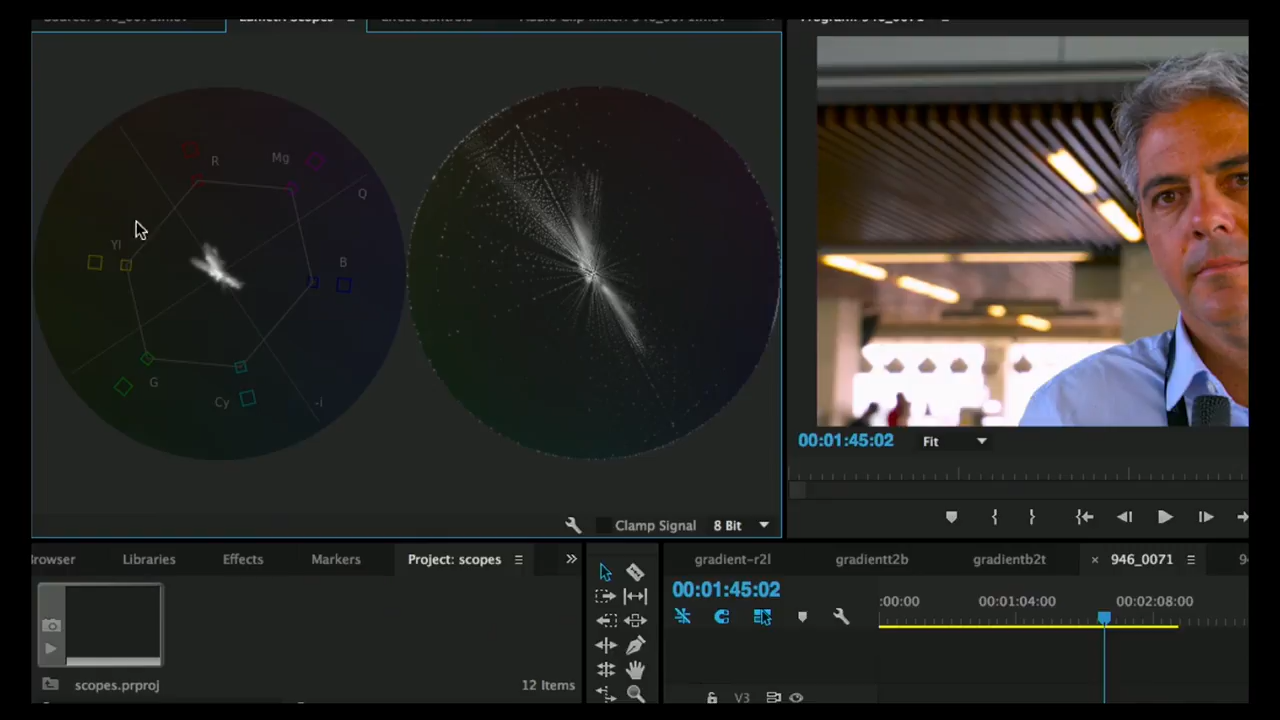 R
Mg
Q
Yl
B
G
Cy
-i
Clamp Signal
8 Bit
00:01:45:02
Fit
Libraries
Effects
Markers
Project: scopes
scopes.prproj
12 Items
gradient-r2l
gradientt2b
gradientb2t
946_0071
00:01:45:02
:00:00
00:01:04:00
00:02:08:00
V3